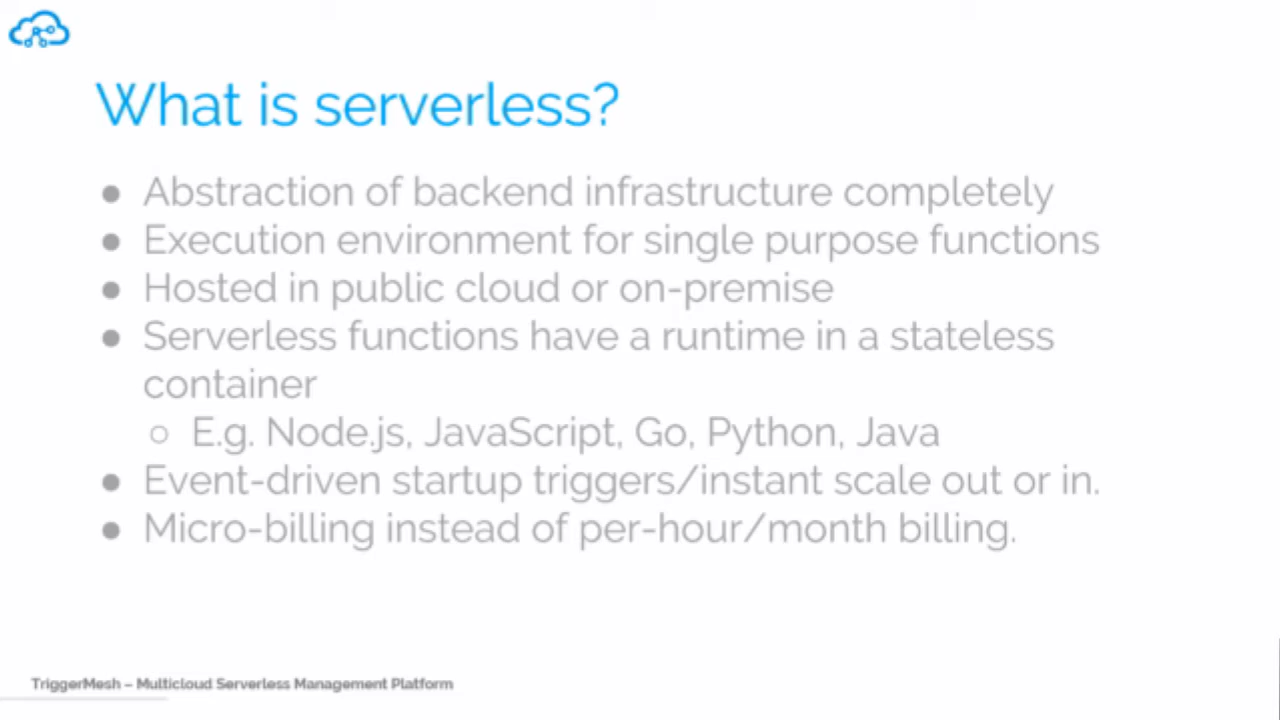 What is serverless?
● Abstraction of backend infrastructure completely
● Execution environment for single purpose functions
● Hosted in public cloud or on-premise
● Serverless functions have a runtime in a stateless
container
○ E.g. Node.js, JavaScript, Go, Python, Java
● Event-driven startup triggers/instant scale out or in.
● Micro-billing instead of per-hour/month billing.
TriggerMesh – Multicloud Serverless Management Platform